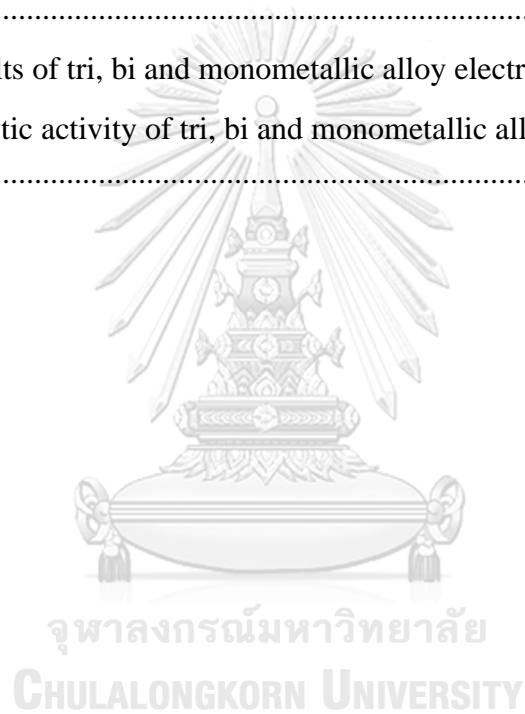 .......................................................................
lts of tri, bi and monometallic alloy electr
tic activity of tri, bi and monometallic all
.......................................................................
จุฬาลงกรณ์มหาวิทยาลัย
CHULALONGKORN UNIVERSITY